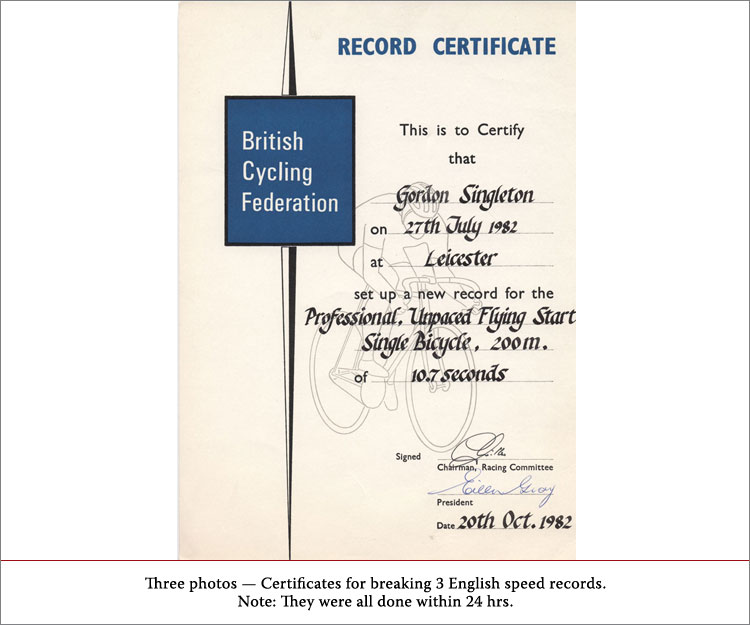 RECORD CERTIFICATE
British
Cycling
Federation
This is to Certify
that
Gordon Singleton
on 27th July 1982
at Leicester
set up a new record for the
Professional, Unpaced Flying Start
Single Bicycle, 200m.
of 10.7 seconds
Signed
Chairman, Racing Committee
Eileen Gray
President
Date 20th Oct. 1982
Three photos — Certificates for breaking 3 English speed records.
Note: They were all done within 24 hrs.